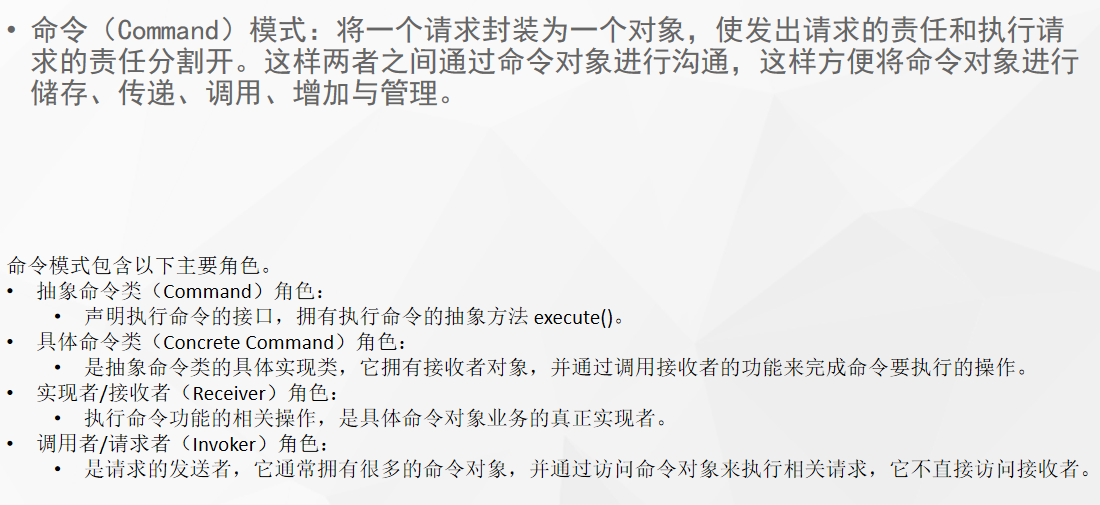 • 命令（Command）模式：将一个请求封装为一个对象，使发出请求的责任和执行请
求的责任分割开。这样两者之间通过命令对象进行沟通，这样方便将命令对象进行
储存、传递、调用、增加与管理。
命令模式包含以下主要角色。
• 抽象命令类（Command）角色：
• 声明执行命令的接口，拥有执行命令的抽象方法 execute()。
• 具体命令类（Concrete Command）角色：
• 是抽象命令类的具体实现类，它拥有接收者对象，并通过调用接收者的功能来完成命令要执行的操作。
• 实现者/接收者（Receiver）角色：
• 执行命令功能的相关操作，是具体命令对象业务的真正实现者。
• 调用者/请求者（Invoker）角色：
• 是请求的发送者，它通常拥有很多的命令对象，并通过访问命令对象来执行相关请求，它不直接访问接收者。